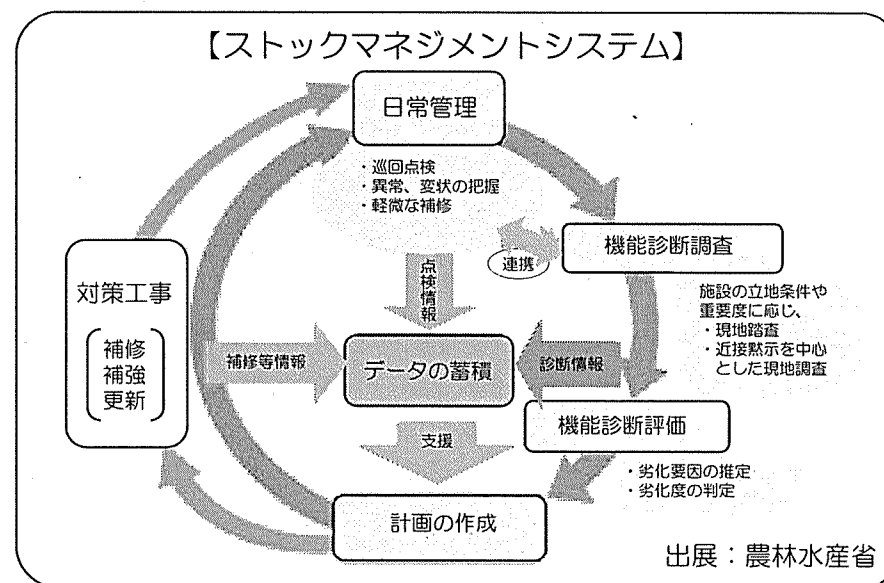 【ストックマネジメントシステム】
日常管理
・巡回点検
・異常、変状の把握
・軽微な補修
機能診断調査
連携
施設の立地条件や
重要度に応じ、
・現地踏査
・近接黙示を中心
とした現地調査
対策工事
補修
補強
更新
点検情報
補修等情報
データの蓄積
診断情報
機能診断評価
・劣化要因の推定
・劣化度の判定
支援
計画の作成
出展：農林水産省